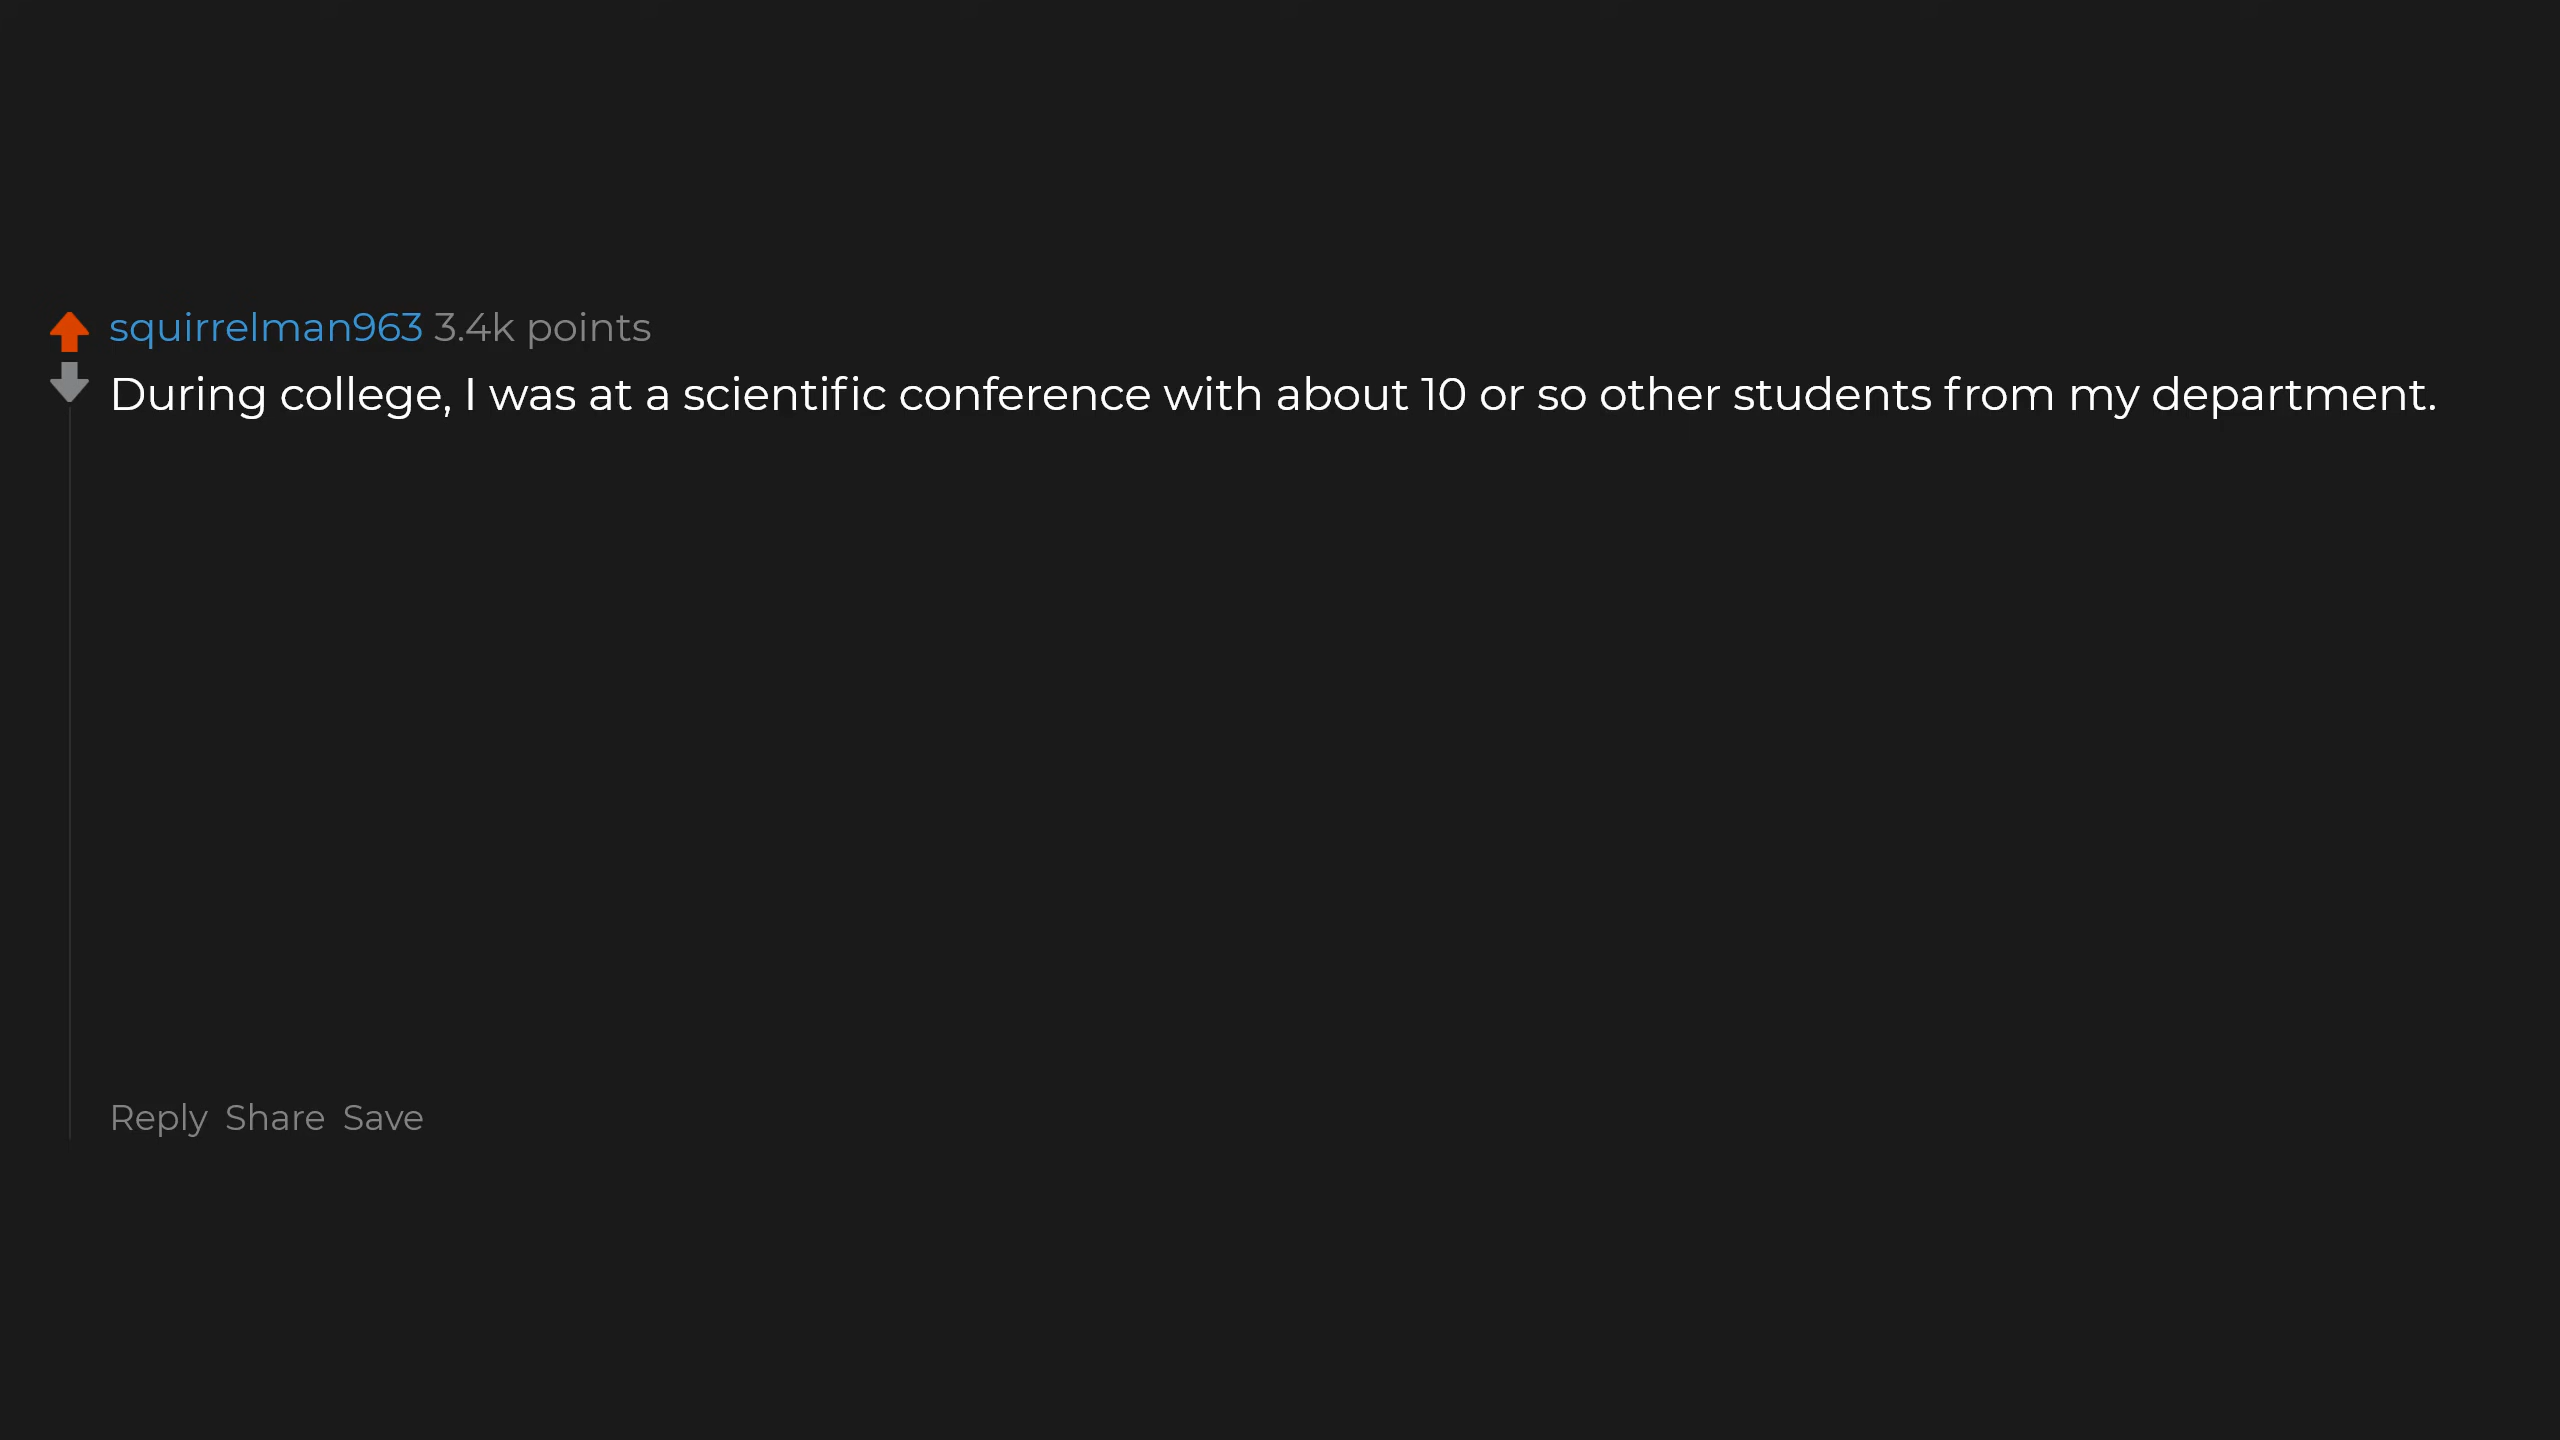 squirrelman963 3.4k points
During college, I was at a scientific conference with about 10 or so other students from my department.
Reply Share Save